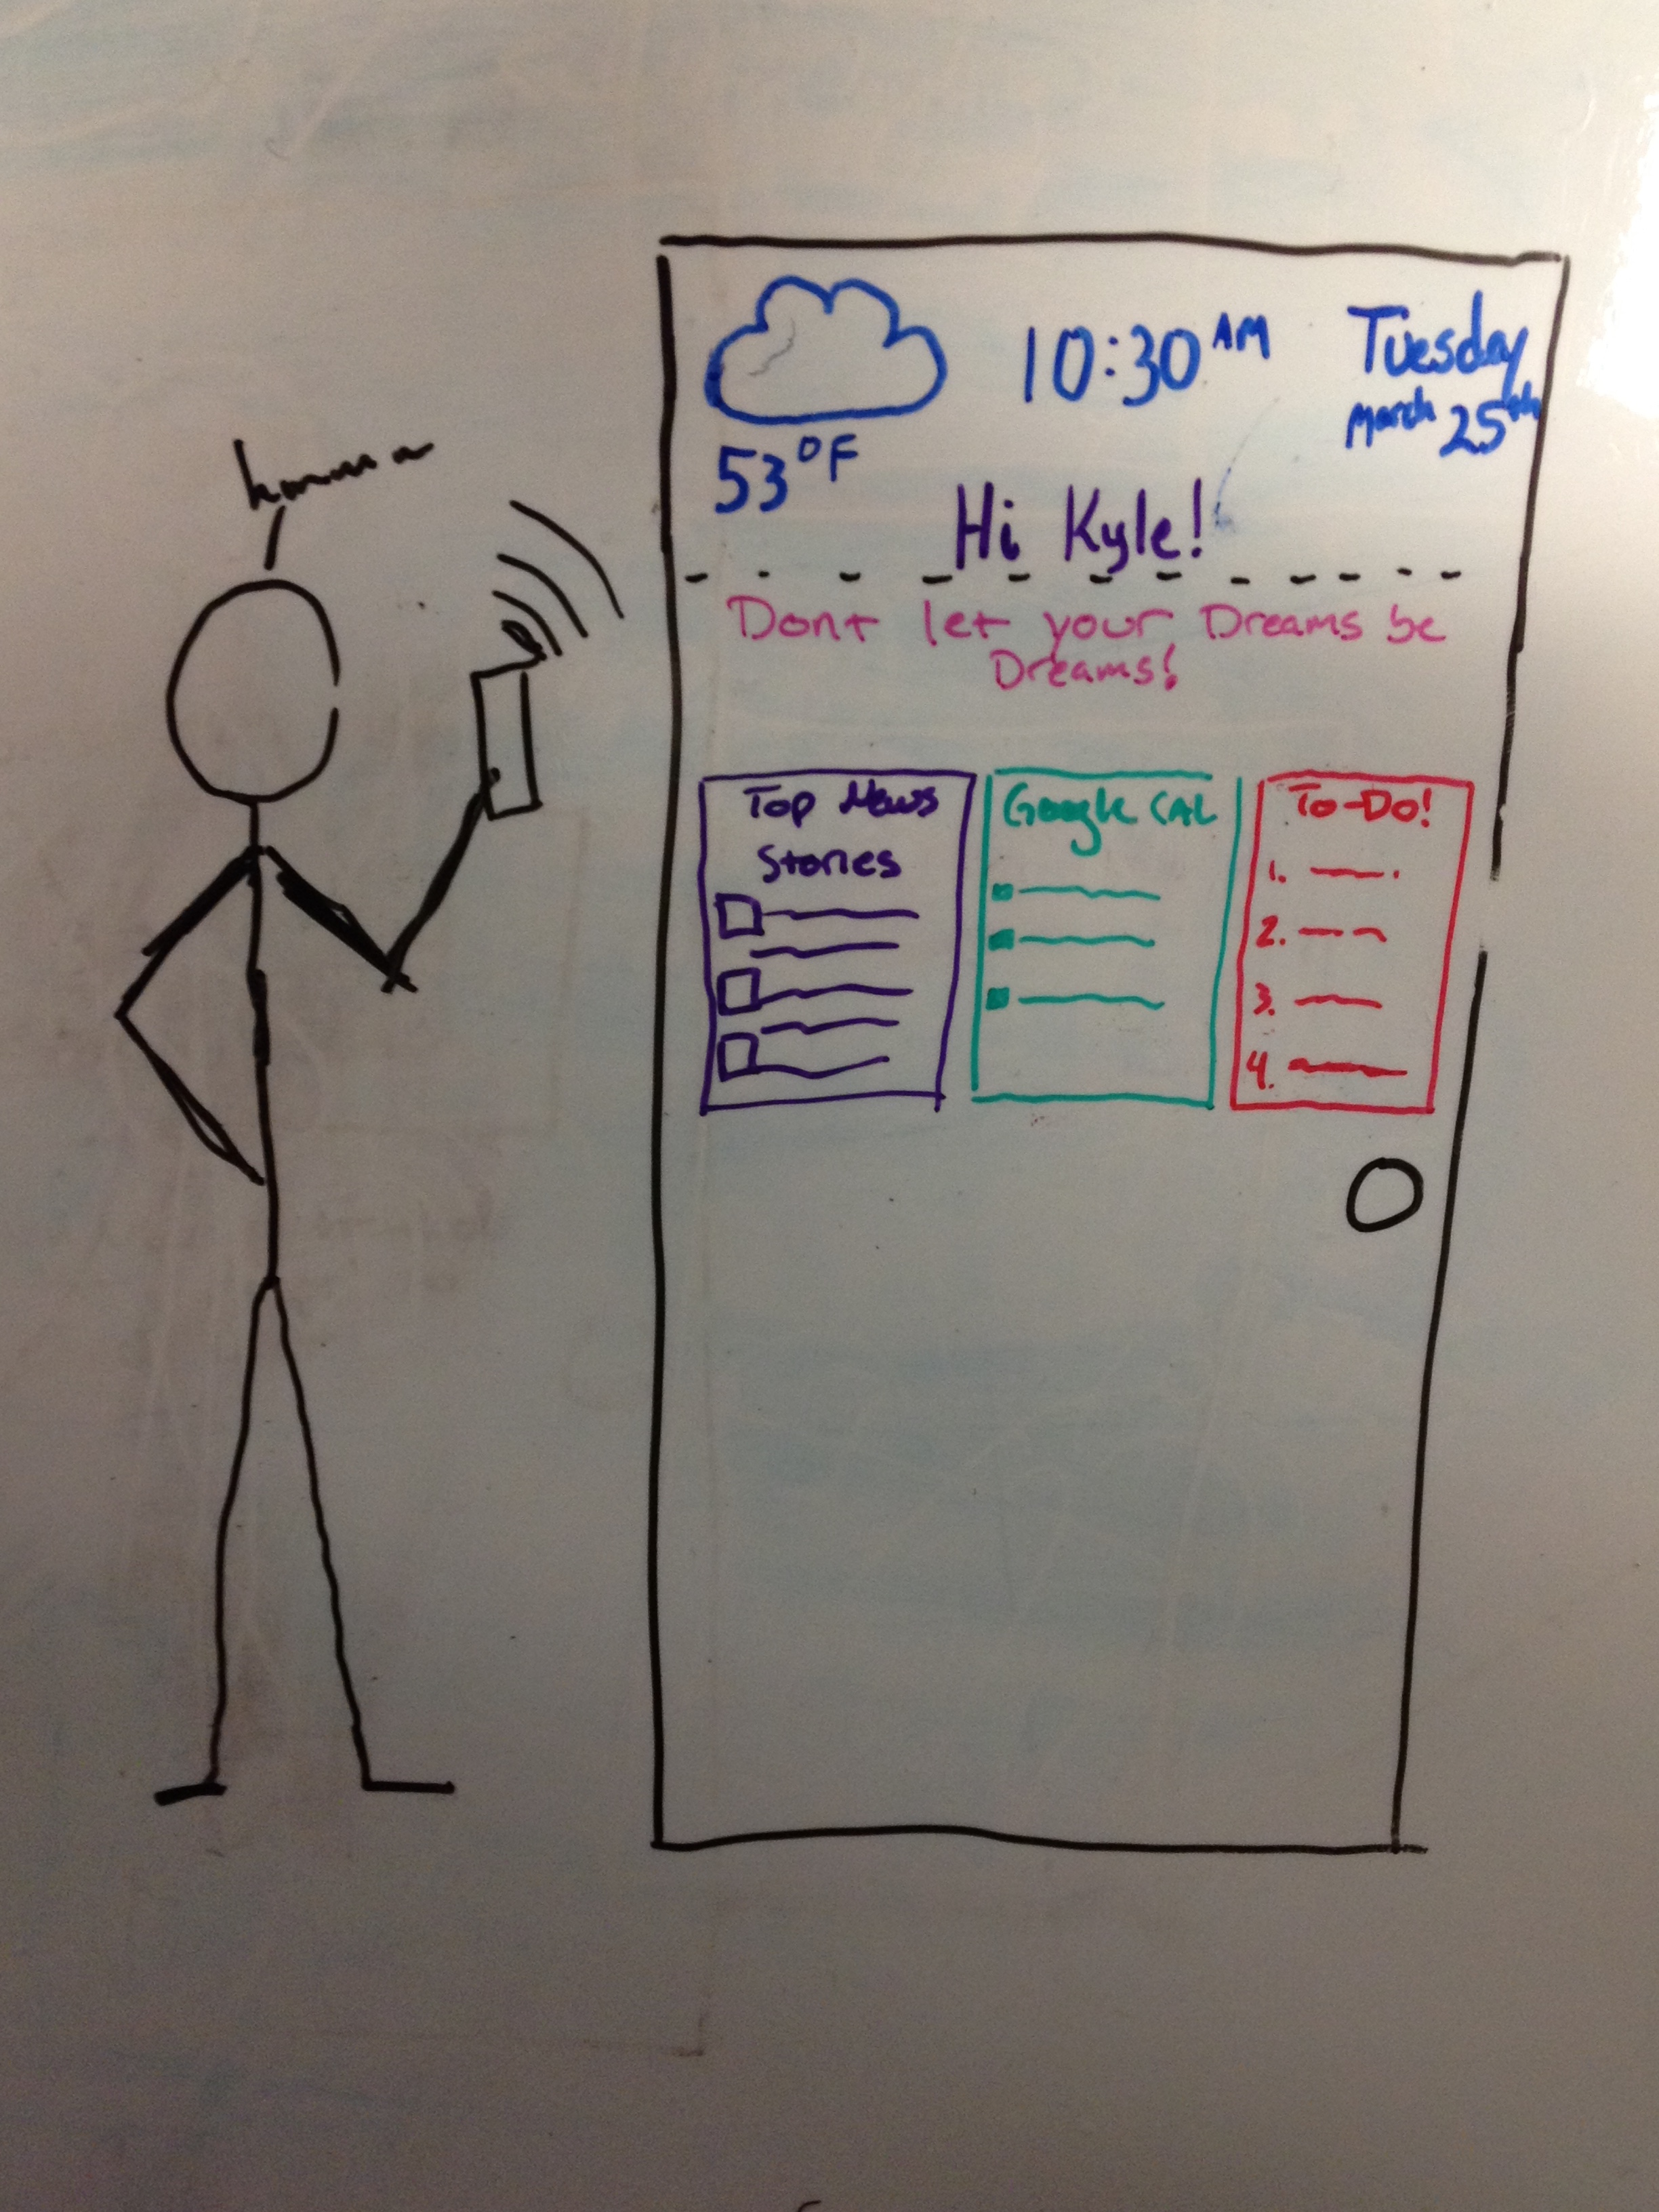 hmmm
53°F
10:30 AM
Tuesday
March 25th
Hi Kyle!
Dont let your Dreams be
Dreams!
Top News
Stories
Google CAL
To-Do!
1.
2.
3.
4.